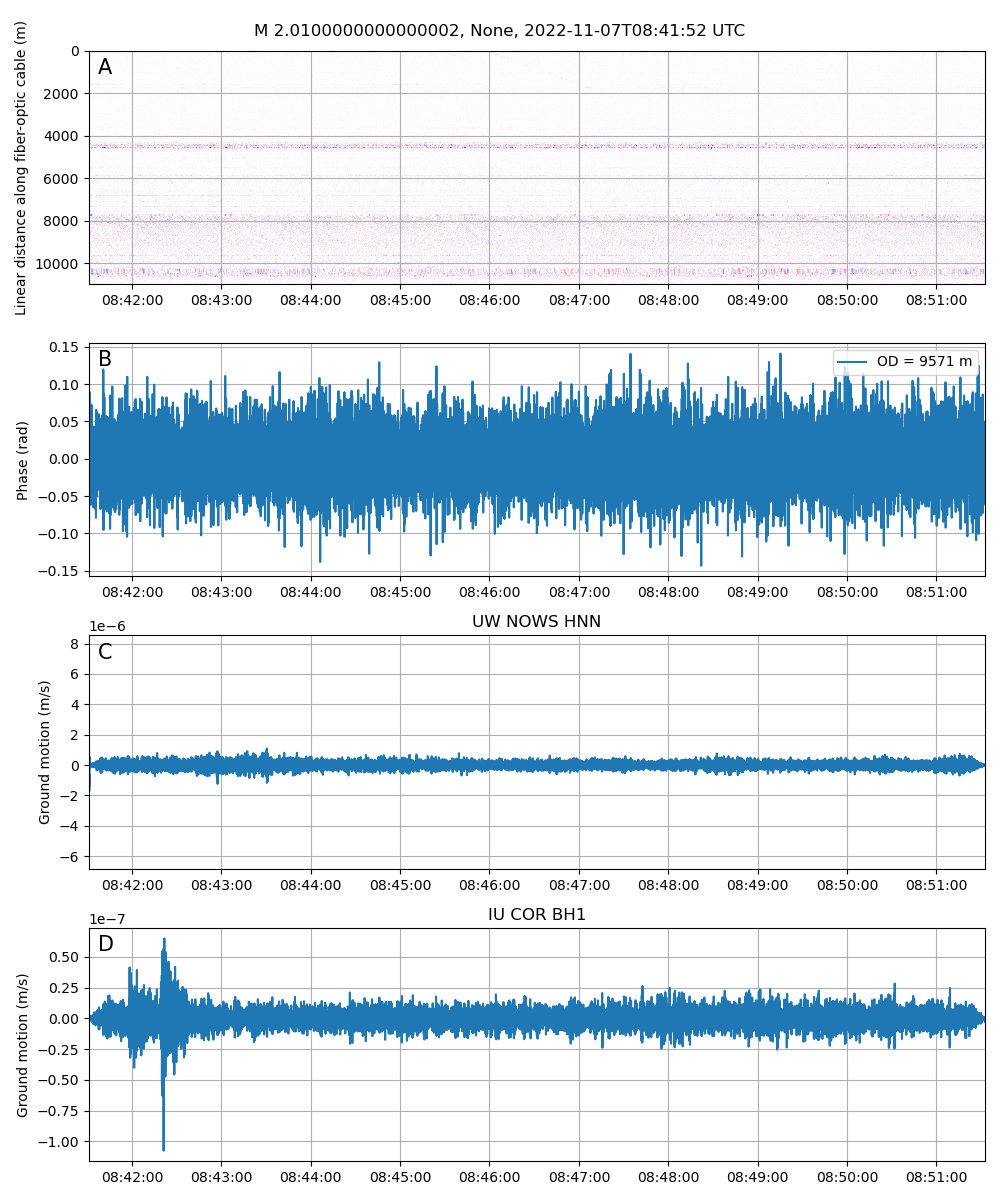 M 2.0100000000000002, None, 2022-11-07T08:41:52 UTC
A
Linear distance along fiber-optic cable (m)
0
2000
4000
6000
8000
10000
08:42:00 08:43:00 08:44:00 08:45:00 08:46:00 08:47:00 08:48:00 08:49:00 08:50:00 08:51:00
B
OD = 9571 m
Phase (rad)
0.15
0.10
0.05
0.00
−0.05
−0.10
−0.15
08:42:00 08:43:00 08:44:00 08:45:00 08:46:00 08:47:00 08:48:00 08:49:00 08:50:00 08:51:00
UW NOWS HNN
1e−6
C
Ground motion (m/s)
8
6
4
2
0
−2
−4
−6
08:42:00 08:43:00 08:44:00 08:45:00 08:46:00 08:47:00 08:48:00 08:49:00 08:50:00 08:51:00
IU COR BH1
1e−7
D
Ground motion (m/s)
0.50
0.25
0.00
−0.25
−0.50
−0.75
−1.00
08:42:00 08:43:00 08:44:00 08:45:00 08:46:00 08:47:00 08:48:00 08:49:00 08:50:00 08:51:00